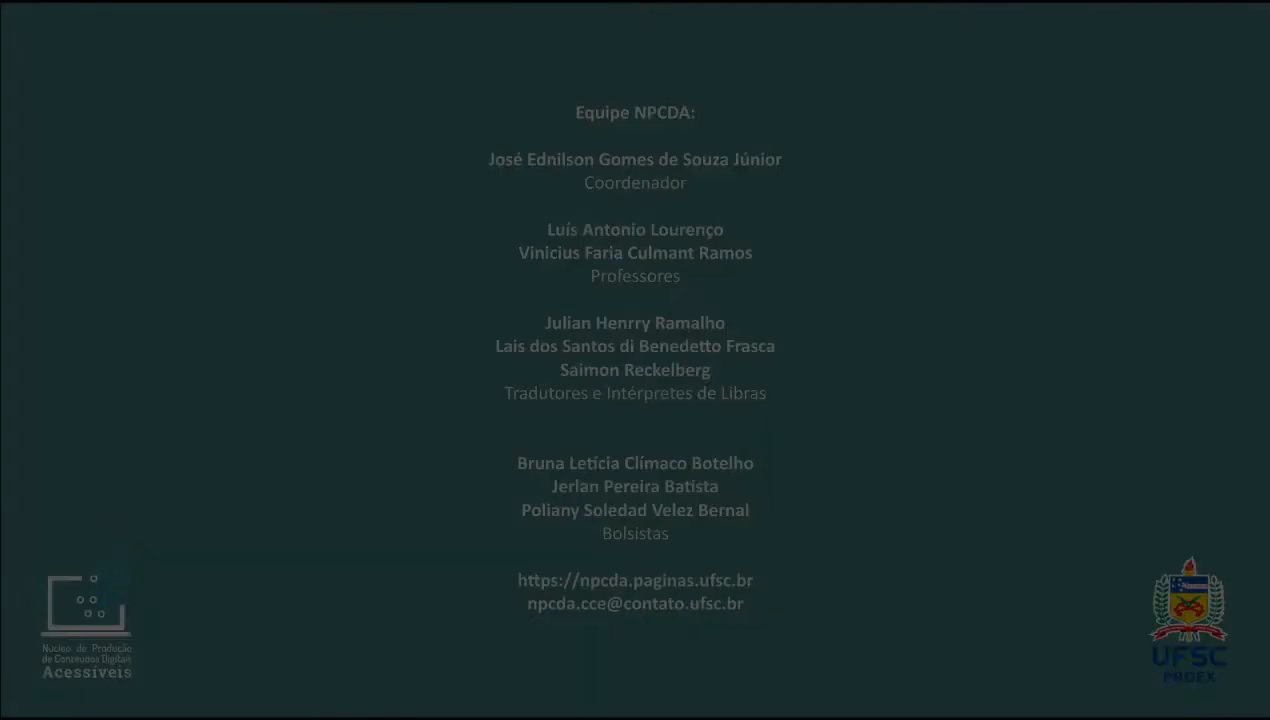 Equipe NPCDA:
José Ednilson Gomes de Souza Júnior
Coordenador
Luís Antonio Lourenço
Vinicius Faria Culmant Ramos
Professores
Julian Henrry Ramalho
Lais dos Santos di Benedetto Frasca
Saimon Reckelberg
Tradutores e Intérpretes de Libras
Bruna Letícia Clímaco Botelho
Jerlan Pereira Batista
Poliany Soledad Velez Bernal
Bolsistas
https://npcda.paginas.ufsc.br
npcda.cce@contato.ufsc.br
Núcleo de Produção
de Conteúdos Digitais
Acessíveis
UFSC
PROEX